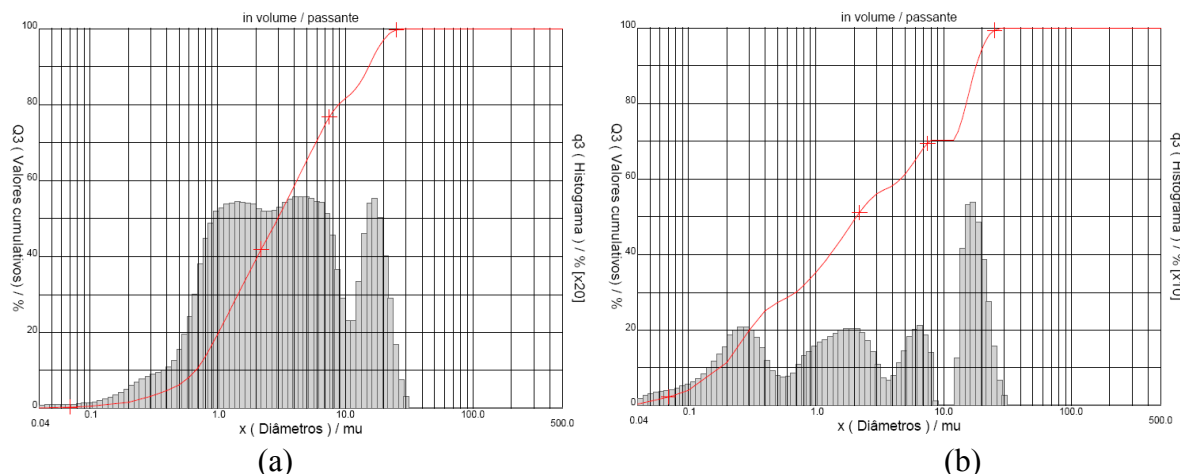 in volume / passante
100
80
60
40
20
0
Q3 ( Valores cumulativos) / %
q3 ( Histograma ) / % [x20]
0.04
0.1
1.0
10.0
100.0
500.0
x ( Diâmetros ) / mu
(a)
in volume / passante
100
80
60
40
20
0
Q3 ( Valores cumulativos) / %
q3 ( Histograma ) / % [x10]
0.04
0.1
1.0
10.0
100.0
500.0
x ( Diâmetros ) / mu
(b)